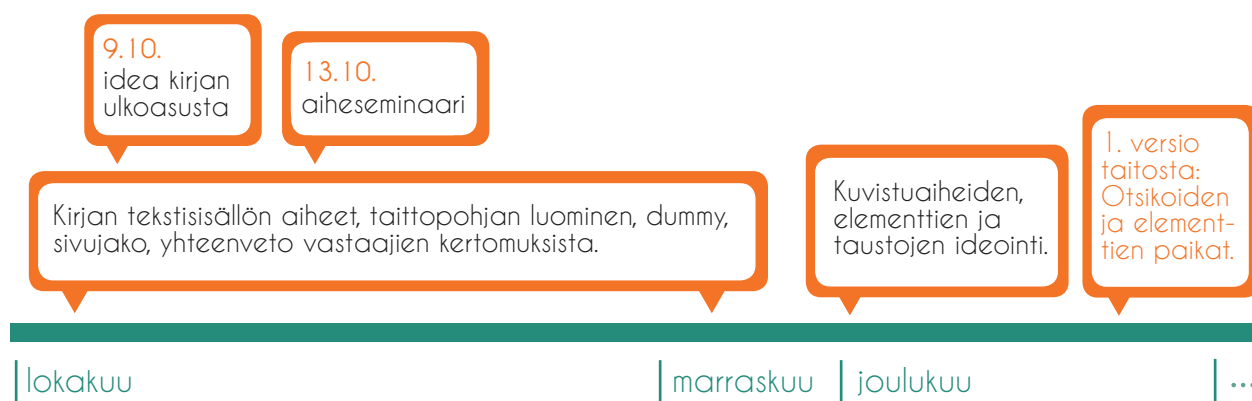 9.10.
idea kirjan
ulkoasusta
13.10.
aiheseminaari
Kirjan tekstisisällön aiheet, taittopohjan luominen, dummy,
sivujako, yhteenveto vastaajien kertomuksista.
Kuvistuaiheiden,
elementtien ja
taustojen ideointi.
1. versio
taitosta:
Otsikoiden
ja element-
tien paikat.
lokakuu
marraskuu
joulukuu
...